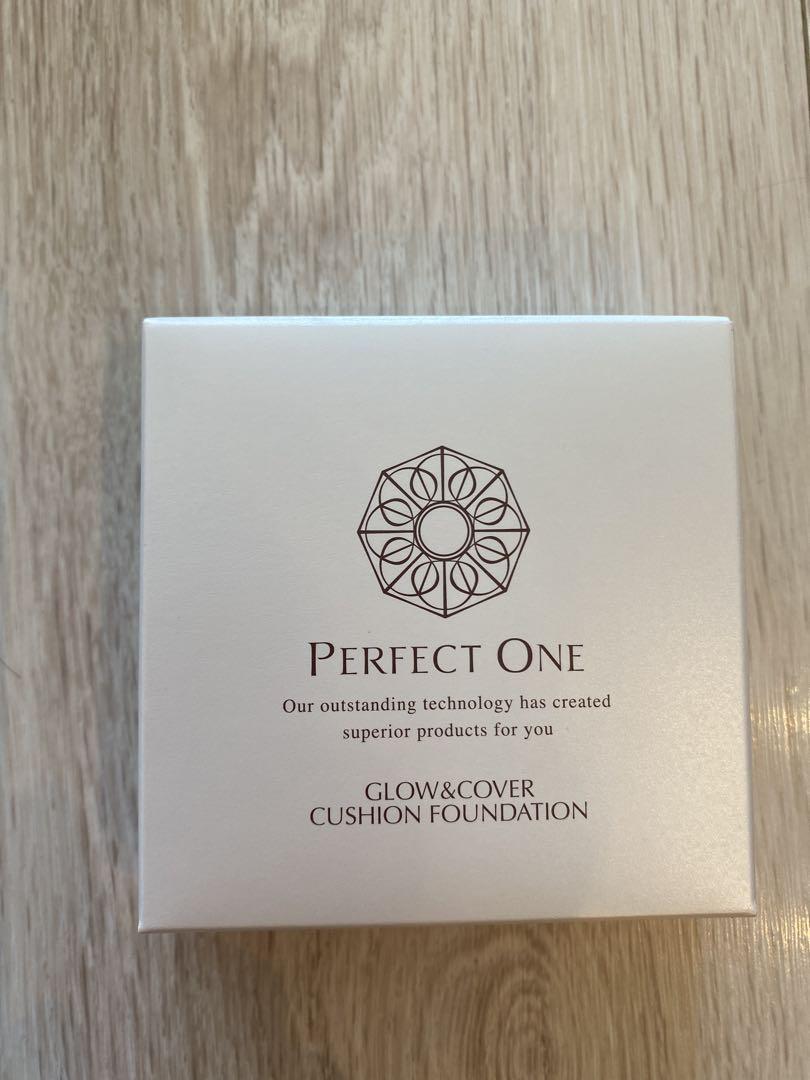 PERFECT ONE
Our outstanding technology has created
superior products for you
GLOW&COVER
CUSHION FOUNDATION